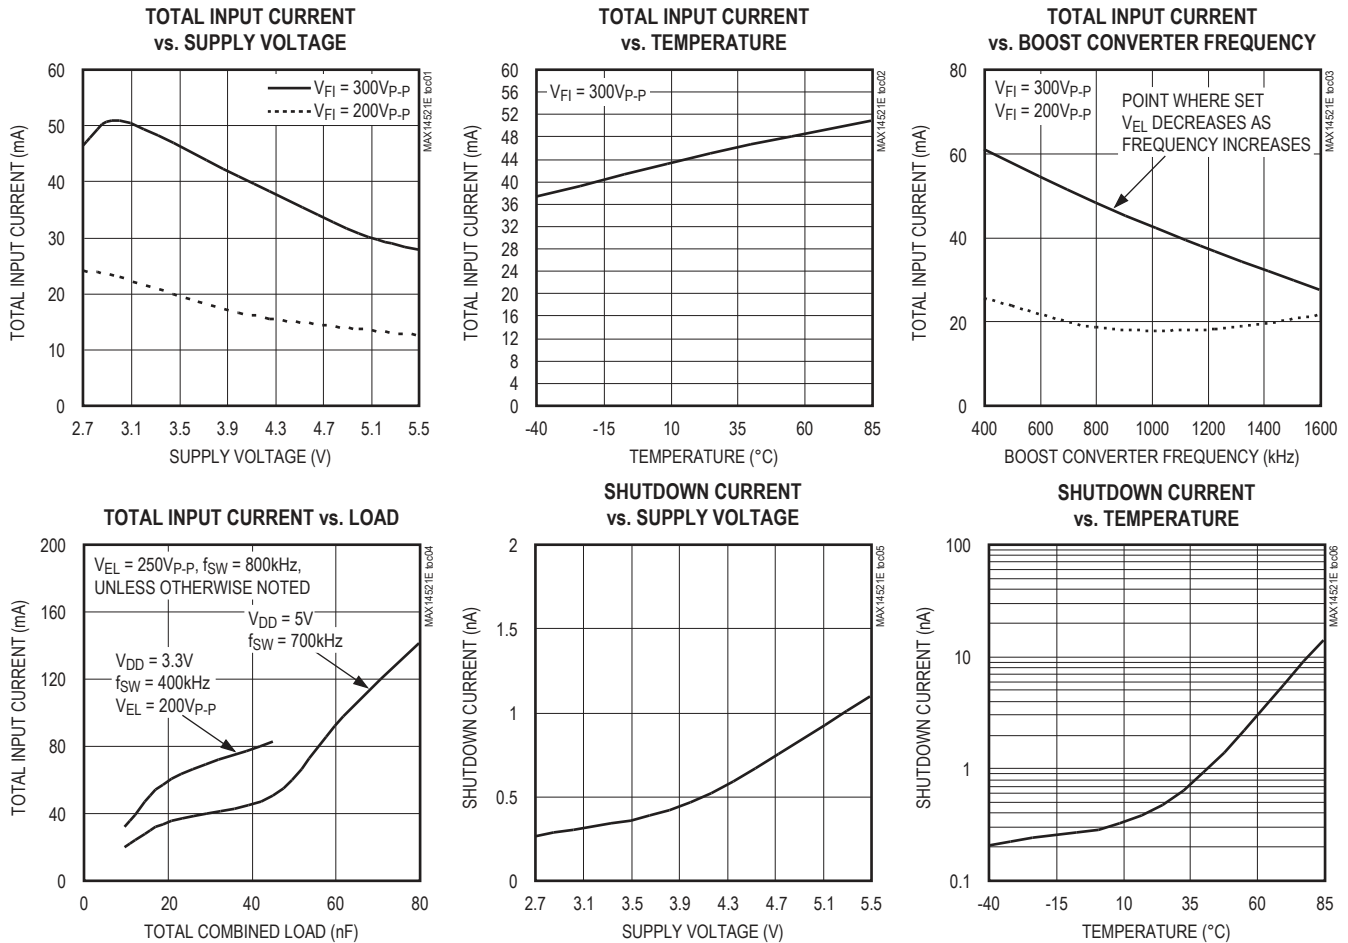 TOTAL INPUT CURRENT
vs. SUPPLY VOLTAGE
60
50
40
30
20
10
0
TOTAL INPUT CURRENT (mA)
VFI = 300VP-P
VFI = 200VP-P
MAX14521E toc01
2.7 3.1 3.5 3.9 4.3 4.7 5.1 5.5
SUPPLY VOLTAGE (V)
TOTAL INPUT CURRENT
vs. TEMPERATURE
60
56
52
48
44
40
36
32
28
24
20
16
12
8
4
0
TOTAL INPUT CURRENT (mA)
VFI = 300VP-P
MAX14521E toc02
-40 -15 10 35 60 85
TEMPERATURE (°C)
TOTAL INPUT CURRENT
vs. BOOST CONVERTER FREQUENCY
80
60
40
20
0
TOTAL INPUT CURRENT (mA)
VFI = 300VP-P
VFI = 200VP-P
POINT WHERE SET
VEL DECREASES AS
FREQUENCY INCREASES
MAX14521E toc03
400 600 800 1000 1200 1400 1600
BOOST CONVERTER FREQUENCY (kHz)
TOTAL INPUT CURRENT vs. LOAD
200
160
120
80
40
0
TOTAL INPUT CURRENT (mA)
VEL = 250VP-P, fSW = 800kHz,
UNLESS OTHERWISE NOTED
VDD = 5V
fSW = 700kHz
VDD = 3.3V
fSW = 400kHz
VEL = 200VP-P
MAX14521E toc04
0 20 40 60 80
TOTAL COMBINED LOAD (nF)
SHUTDOWN CURRENT
vs. SUPPLY VOLTAGE
2
1.5
1
0.5
0
SHUTDOWN CURRENT (nA)
MAX14521E toc05
2.7 3.1 3.5 3.9 4.3 4.7 5.1 5.5
SUPPLY VOLTAGE (V)
SHUTDOWN CURRENT
vs. TEMPERATURE
100
10
1
0.1
SHUTDOWN CURRENT (nA)
MAX14521E toc06
-40 -15 10 35 60 85
TEMPERATURE (°C)